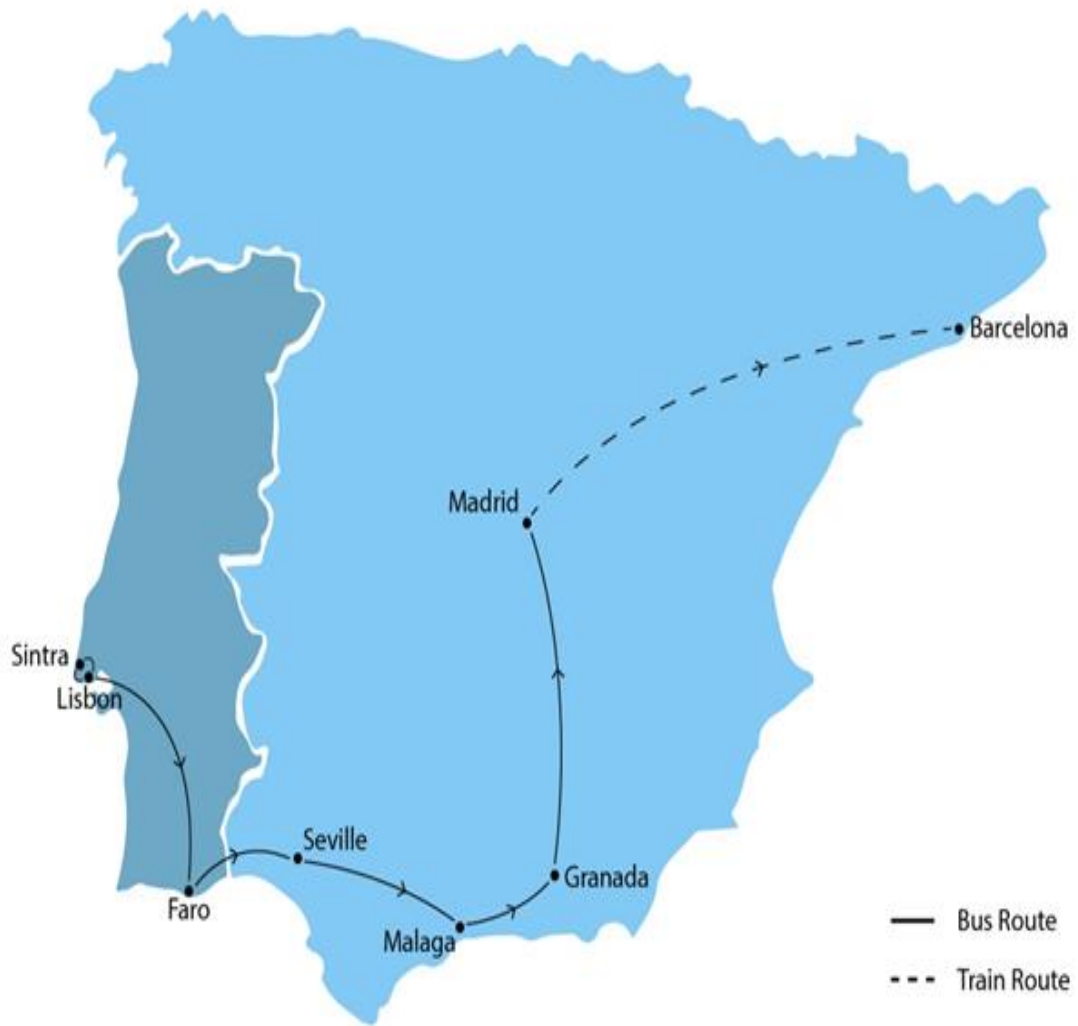 Barcelona
Madrid
Sintra
Lisbon
Seville
Granada
Faro
Malaga
Bus Route
Train Route